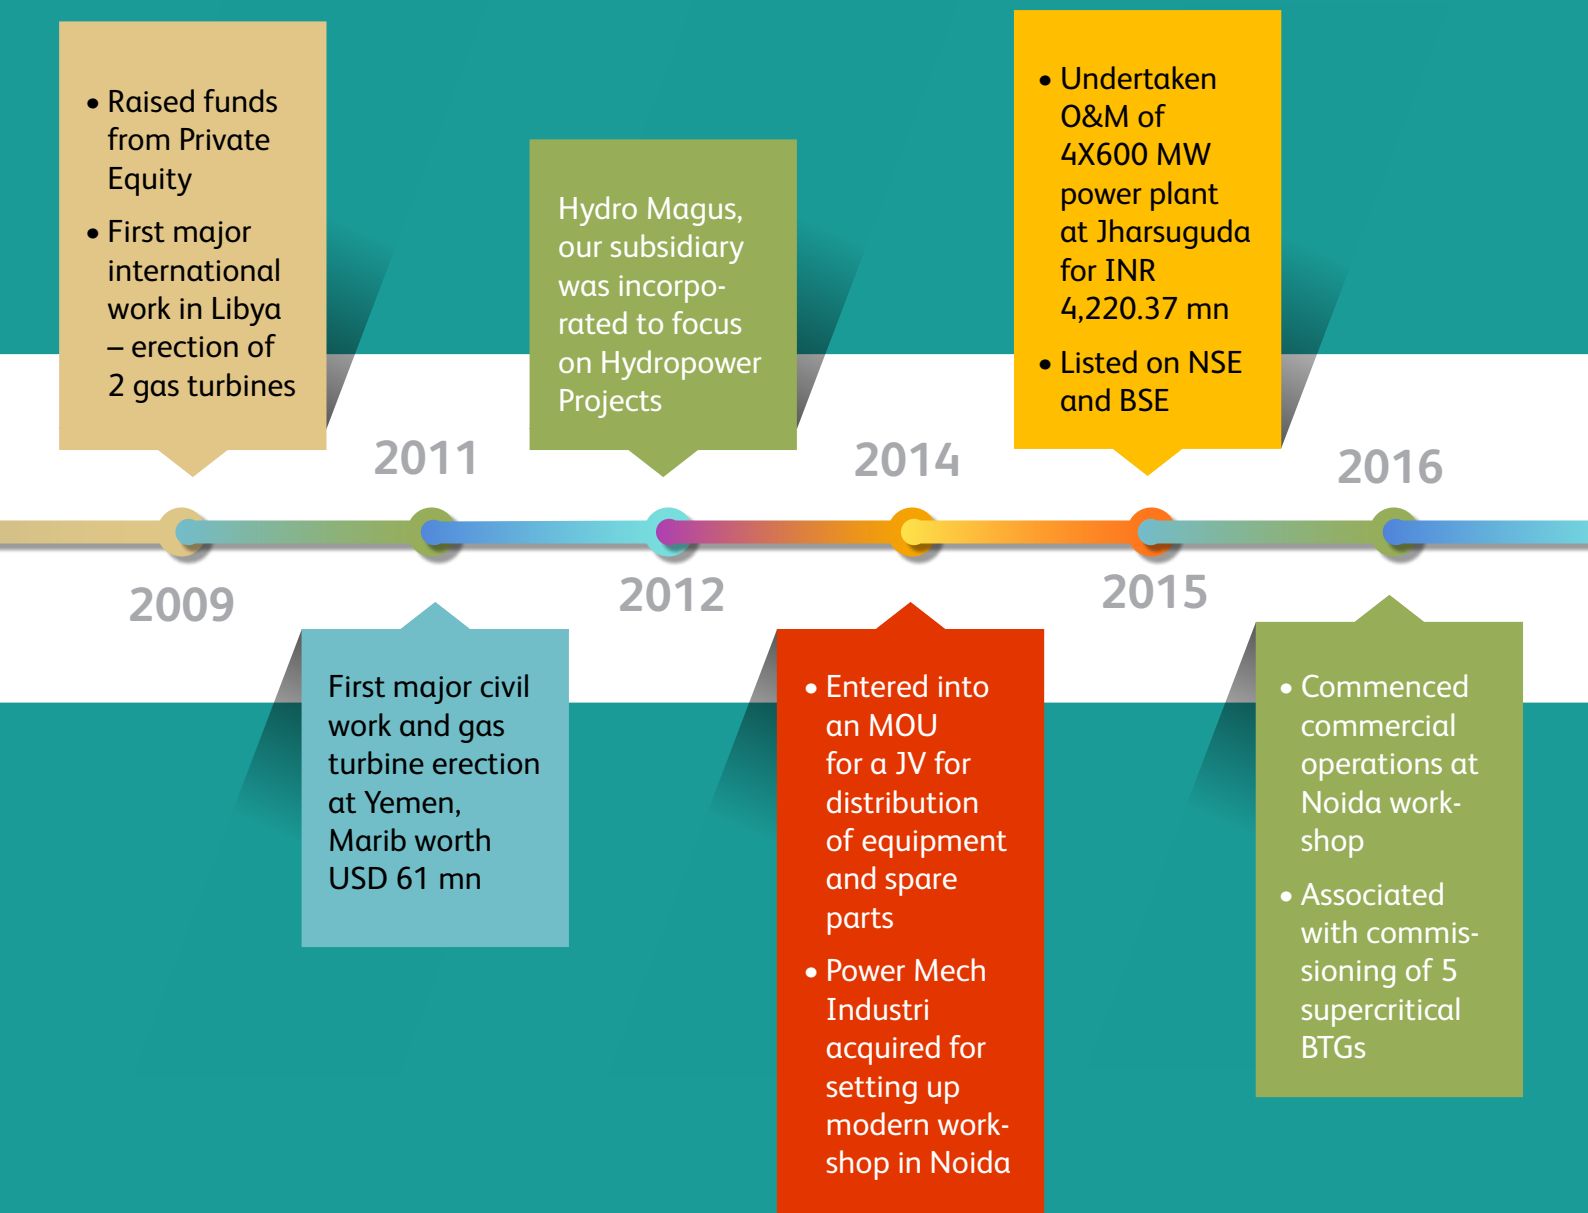 • Raised funds
from Private
Equity
• First major
international
work in Libya
– erection of
2 gas turbines
2009
2011
First major civil
work and gas
turbine erection
at Yemen,
Marib worth
USD 61 mn
Hydro Magus,
our subsidiary
was incorpo-
rated to focus
on Hydropower
Projects
2012
2014
• Entered into
an MOU
for a JV for
distribution
of equipment
and spare
parts
• Power Mech
Industri
acquired for
setting up
modern work-
shop in Noida
• Undertaken
O&M of
4X600 MW
power plant
at Jharsuguda
for INR
4,220.37 mn
• Listed on NSE
and BSE
2015
2016
• Commenced
commercial
operations at
Noida work-
shop
• Associated
with commis-
sioning of 5
supercritical
BTGs